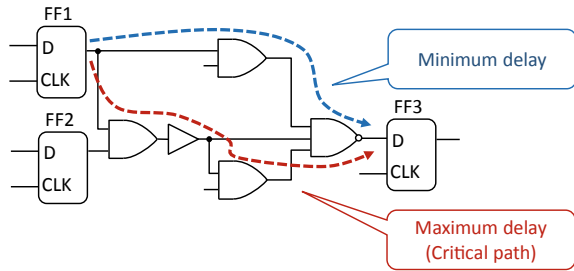 FF1
D
CLK
Minimum delay
FF3
D
CLK
FF2
D
CLK
Maximum delay
(Critical path)